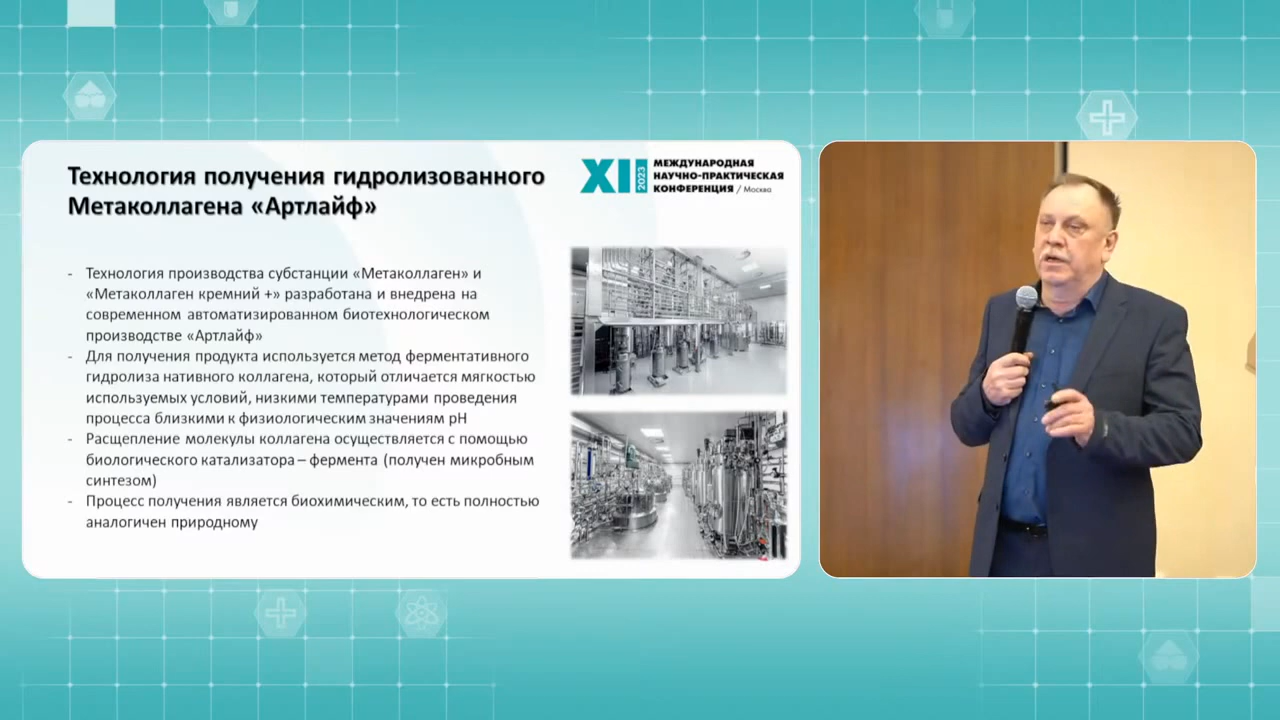 Технология получения гидролизованного
Метаколлагена «Артлайф»
XII
2023
МЕЖДУНАРОДНАЯ
НАУЧНО-ПРАКТИЧЕСКАЯ
КОНФЕРЕНЦИЯ / Москва
- Технология производства субстанции «Метаколлаген» и
«Метаколлаген кремний +» разработана и внедрена на
современном автоматизированном биотехнологическом
производстве «Артлайф»
- Для получения продукта используется метод ферментативного
гидролиза нативного коллагена, который отличается мягкостью
используемых условий, низкими температурами проведения
процесса близкими к физиологическим значениям pH
- Расщепление молекулы коллагена осуществляется с помощью
биологического катализатора – фермента (получен микробным
синтезом)
- Процесс получения является биохимическим, то есть полностью
аналогичен природному